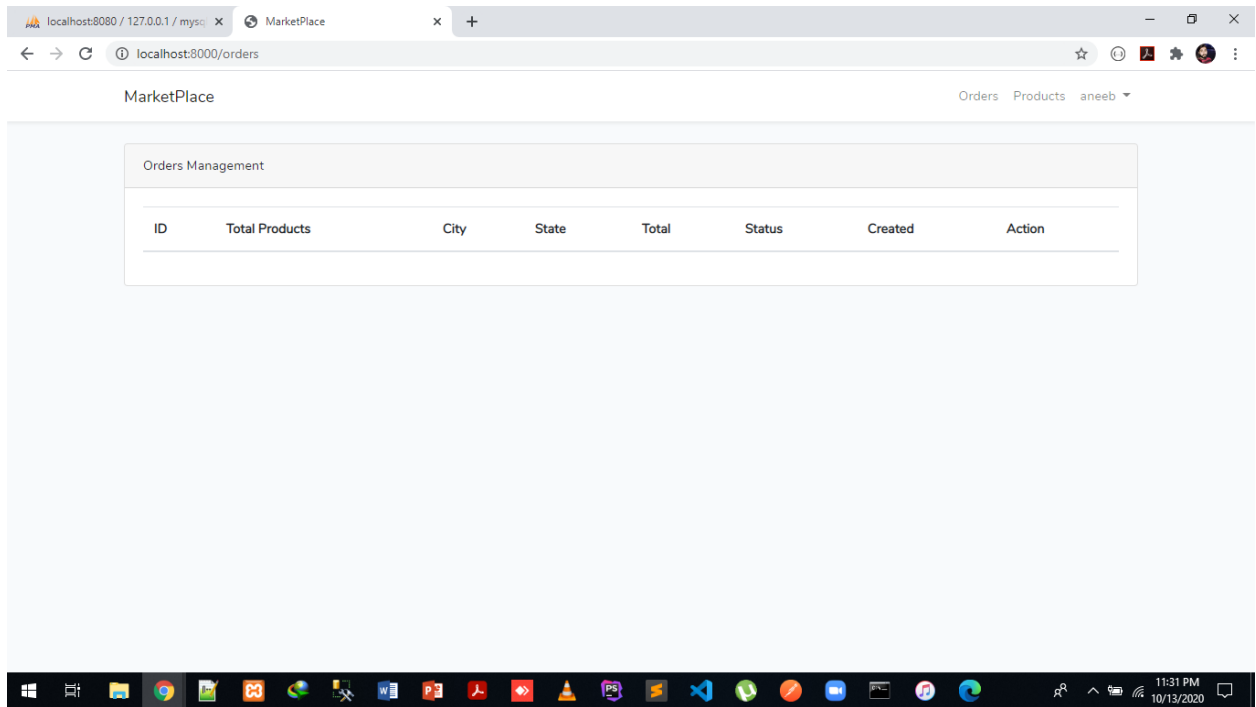 localhost:8080 / 127.0.0.1 / mysq
MarketPlace
localhost:8000/orders
MarketPlace
Orders Products aneeb
Orders Management
ID Total Products City State Total Status Created Action
11:31 PM
10/13/2020